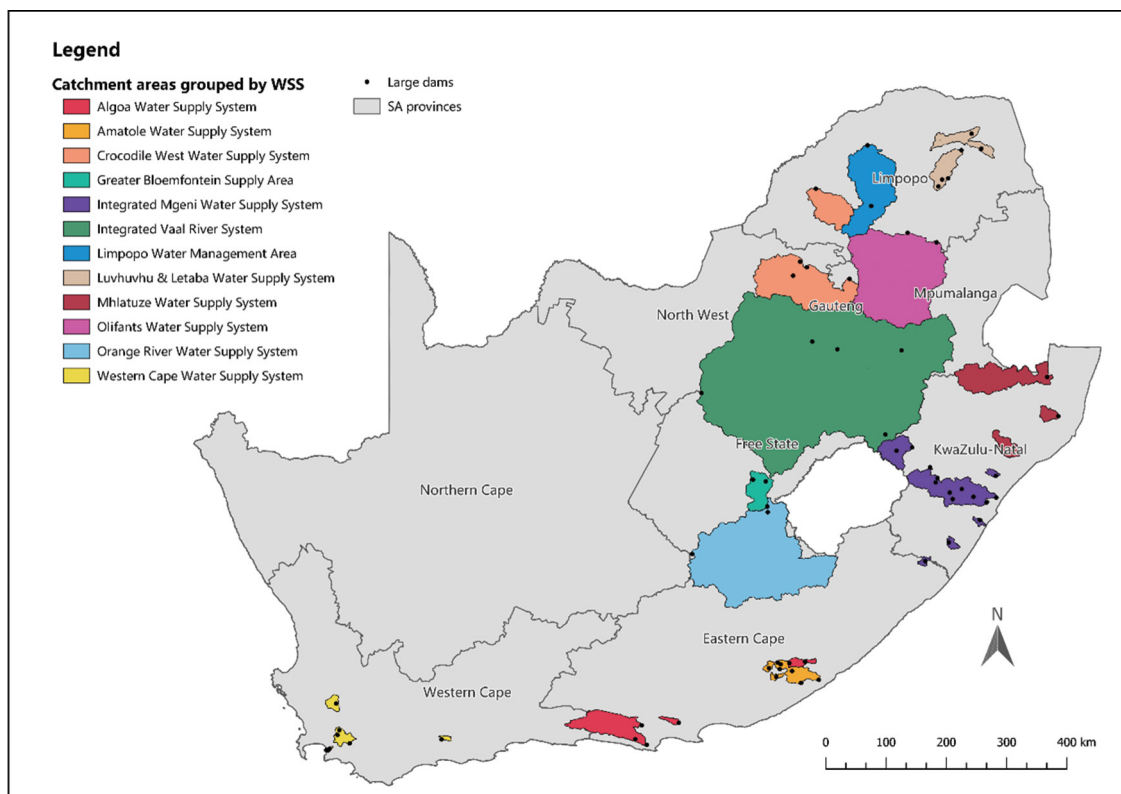 Legend
Catchment areas grouped by WSS
Algoa Water Supply System
Amatole Water Supply System
Crocodile West Water Supply System
Greater Bloemfontein Supply Area
Integrated Mgeni Water Supply System
Integrated Vaal River System
Limpopo Water Management Area
Luvhuvhu & Letaba Water Supply System
Mhlatuze Water Supply System
Olifants Water Supply System
Orange River Water Supply System
Western Cape Water Supply System
Large dams
SA provinces
Limpopo
Mpumalanga
Gauteng
North West
Free State
KwaZulu-Natal
Northern Cape
Eastern Cape
Western Cape
N
0 100 200 300 400 km